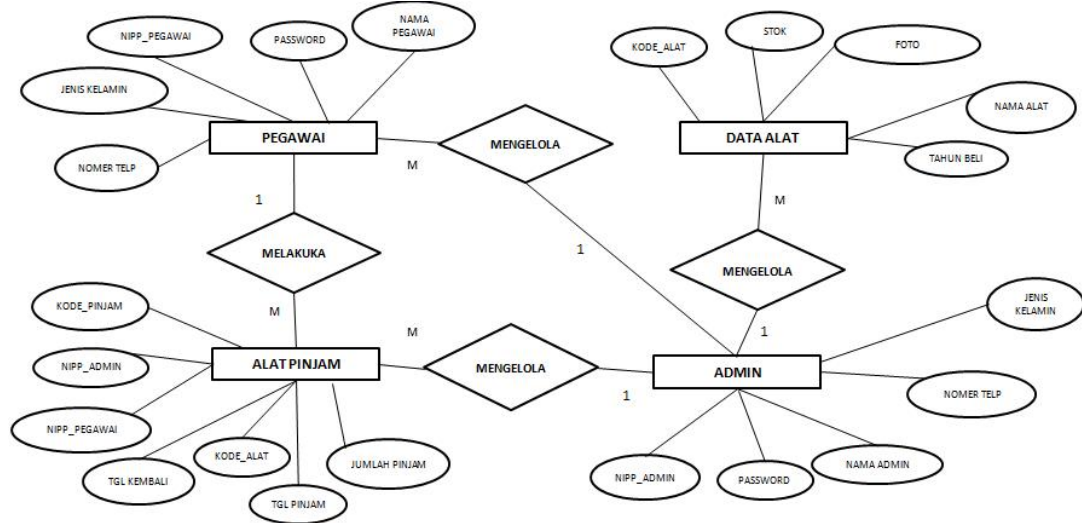 NAMA
PEGAWAI
NIPP_PEGAWAI
PASSWORD
STOK
KODE_ALAT
FOTO
JENIS KELAMIN
NAMA ALAT
PEGAWAI
MENGELOLA
DATA ALAT
NOMER TELP
M
TAHUN BELI
1
M
MELAKUKA
1
MENGELOLA
KODE_PINJAM
JENIS
KELAMIN
M
M
1
NIPP_ADMIN
ALAT PINJAM
MENGELOLA
ADMIN
1
NOMER TELP
NIPP_PEGAWAI
KODE_ALAT
JUMLAH PINJAM
NAMA ADMIN
TGL KEMBALI
NIPP_ADMIN
PASSWORD
TGL PINJAM